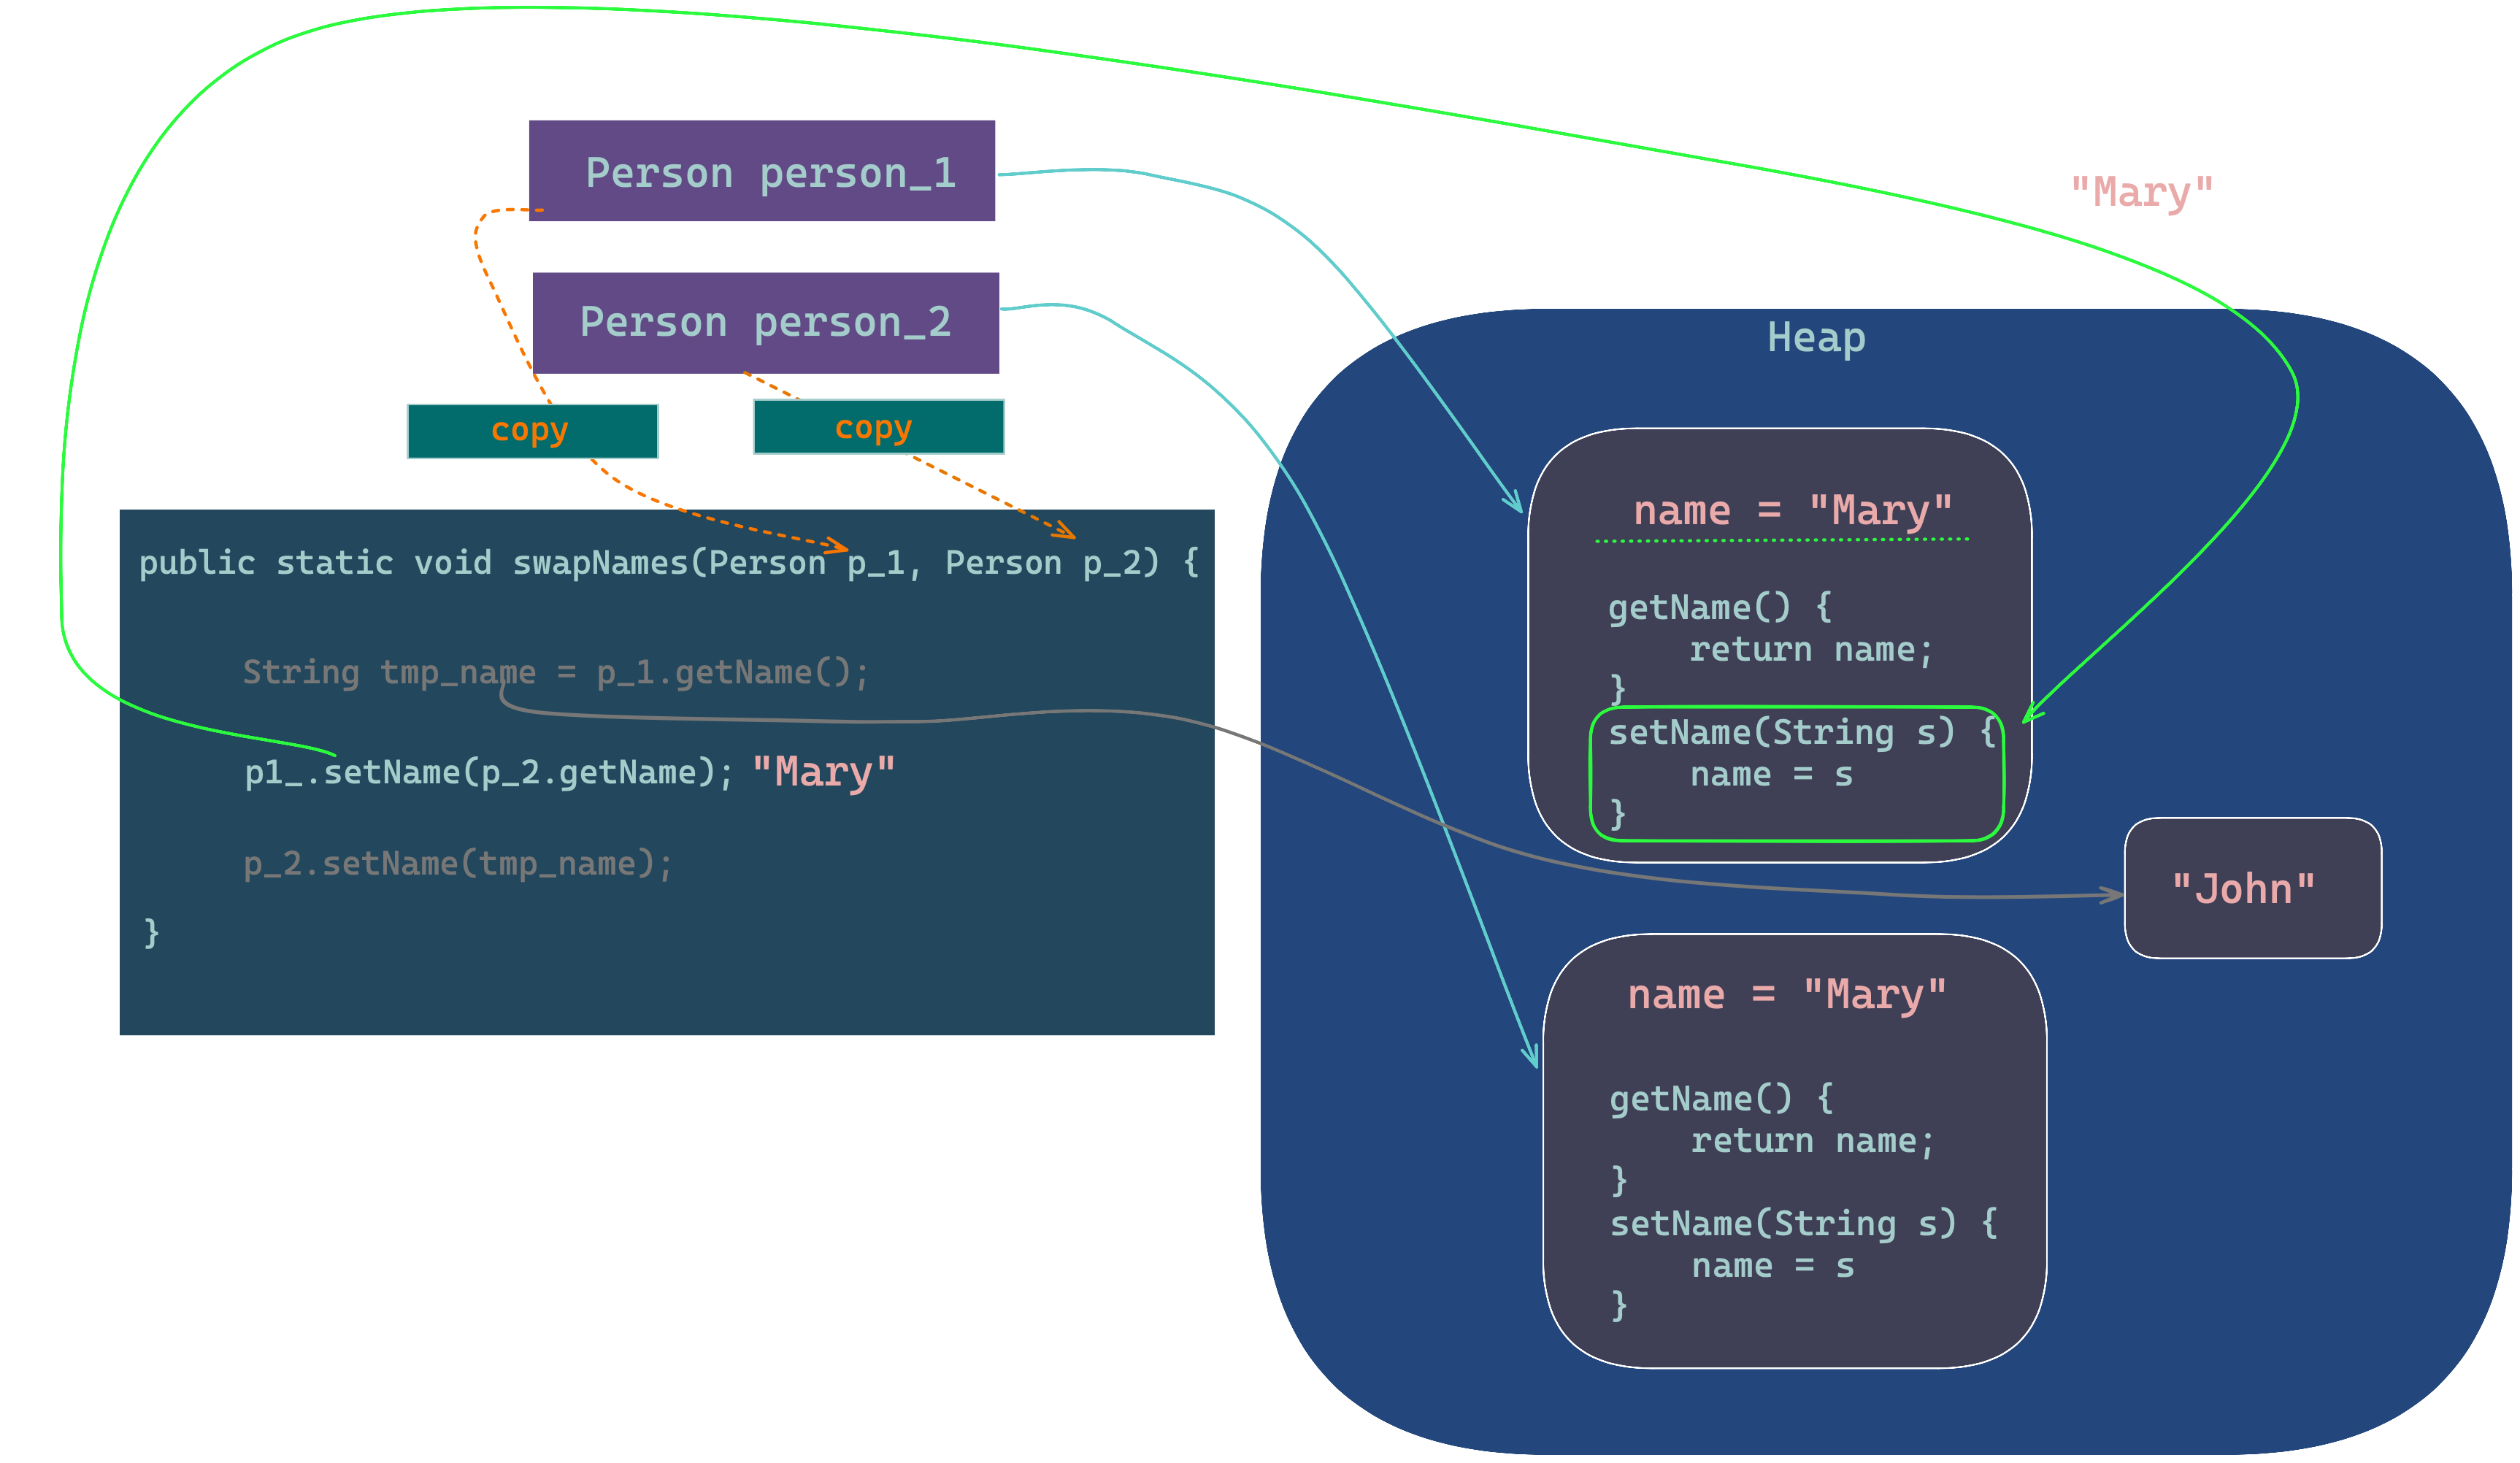 "Mary"
Person person_1
Person person_2
copy
copy
public static void swapNames(Person p_1, Person p_2) {
String tmp_name = p_1.getName();
p1_.setName(p_2.getName); "Mary"
p_2.setName(tmp_name);
}
Heap
name = "Mary"
getName() {
return name;
}
setName(String s) {
name = s
}
"John"
name = "Mary"
getName() {
return name;
}
setName(String s) {
name = s
}